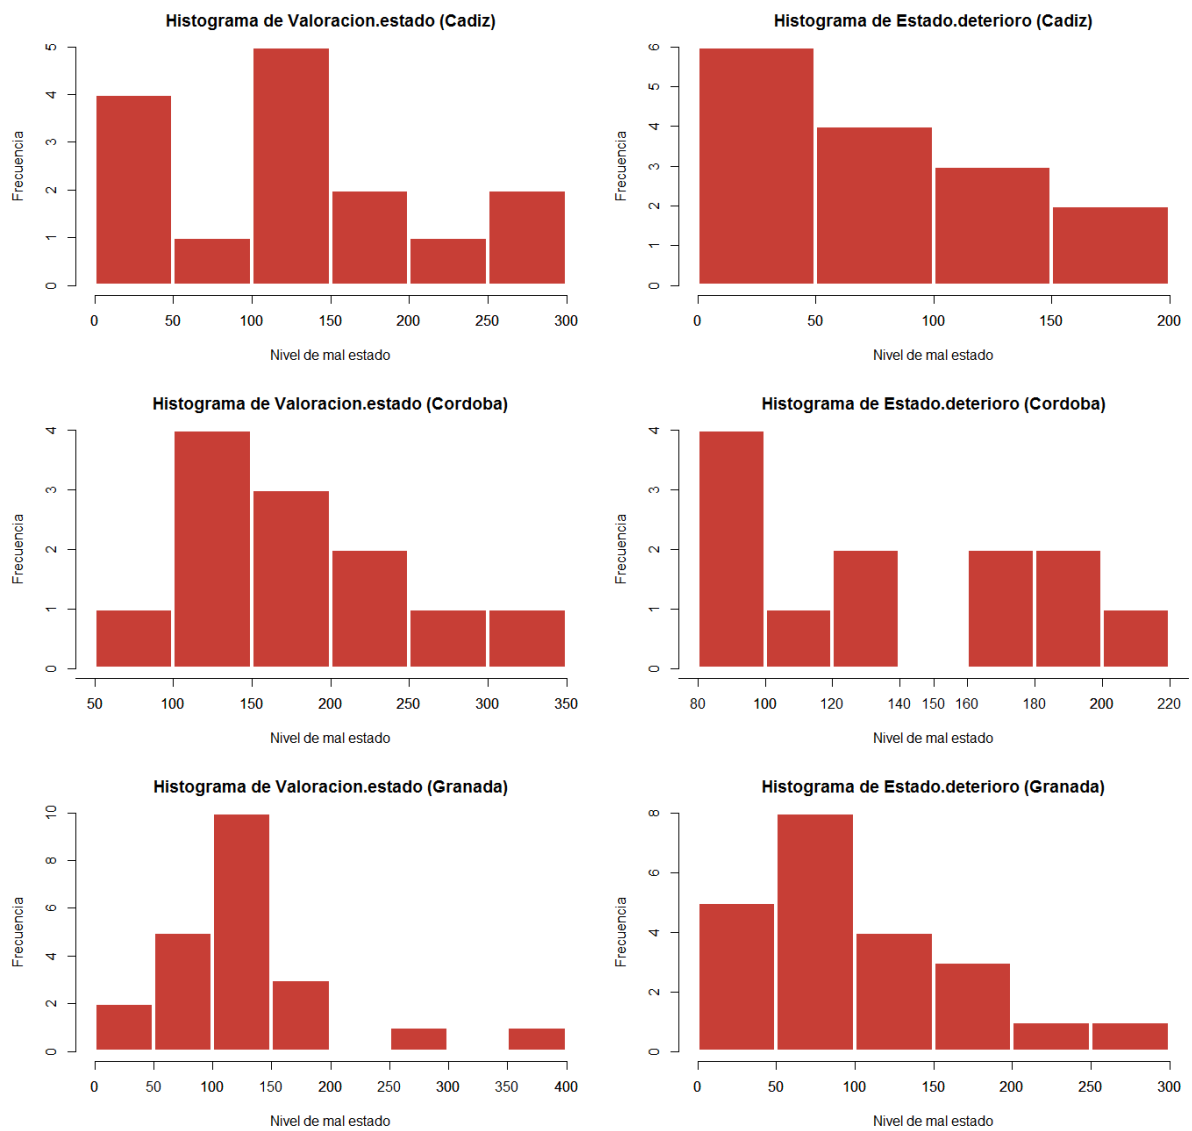 Histograma de Valoracion.estado (Cadiz)
Frecuencia
0 1 2 3 4 5
0 50 100 150 200 250 300
Nivel de mal estado
Histograma de Estado.deterioro (Cadiz)
Frecuencia
0 1 2 3 4 5 6
0 50 100 150 200
Nivel de mal estado
Histograma de Valoracion.estado (Cordoba)
Frecuencia
0 1 2 3 4
50 100 150 200 250 300 350
Nivel de mal estado
Histograma de Estado.deterioro (Cordoba)
Frecuencia
0 1 2 3 4
80 100 120 140 150 160 180 200 220
Nivel de mal estado
Histograma de Valoracion.estado (Granada)
Frecuencia
0 2 4 6 8 10
0 50 100 150 200 250 300 350 400
Nivel de mal estado
Histograma de Estado.deterioro (Granada)
Frecuencia
0 2 4 6 8
0 50 100 150 200 250 300
Nivel de mal estado